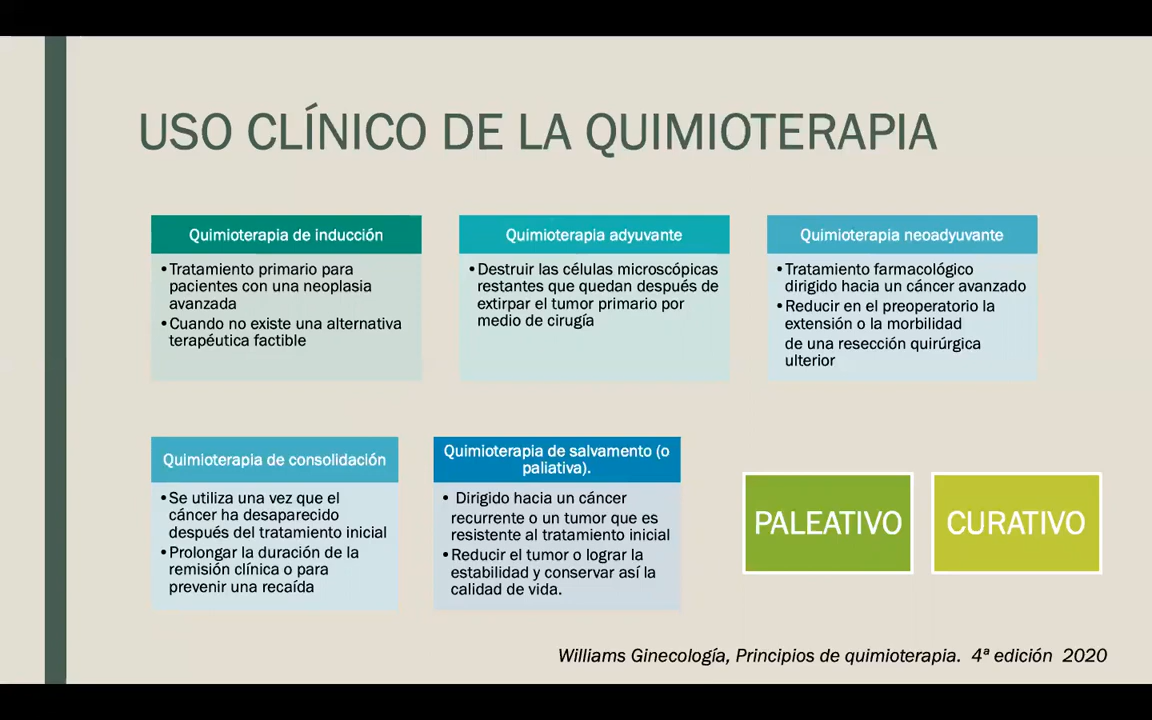 USO CLÍNICO DE LA QUIMIOTERAPIA
Quimioterapia de inducción
•Tratamiento primario para
pacientes con una neoplasia
avanzada
•Cuando no existe una alternativa
terapéutica factible
Quimioterapia adyuvante
•Destruir las células microscópicas
restantes que quedan después de
extirpar el tumor primario por
medio de cirugía
Quimioterapia neoadyuvante
•Tratamiento farmacológico
dirigido hacia un cáncer avanzado
•Reducir en el preoperatorio la
extensión o la morbilidad
de una resección quirúrgica
ulterior
Quimioterapia de consolidación
•Se utiliza una vez que el
cáncer ha desaparecido
después del tratamiento inicial
•Prolongar la duración de la
remisión clínica o para
prevenir una recaída
Quimioterapia de salvamento (o
paliativa).
• Dirigido hacia un cáncer
recurrente o un tumor que es
resistente al tratamiento inicial
•Reducir el tumor o lograr la
estabilidad y conservar así la
calidad de vida.
PALEATIVO
CURATIVO
Williams Ginecología, Principios de quimioterapia. 4ª edición 2020